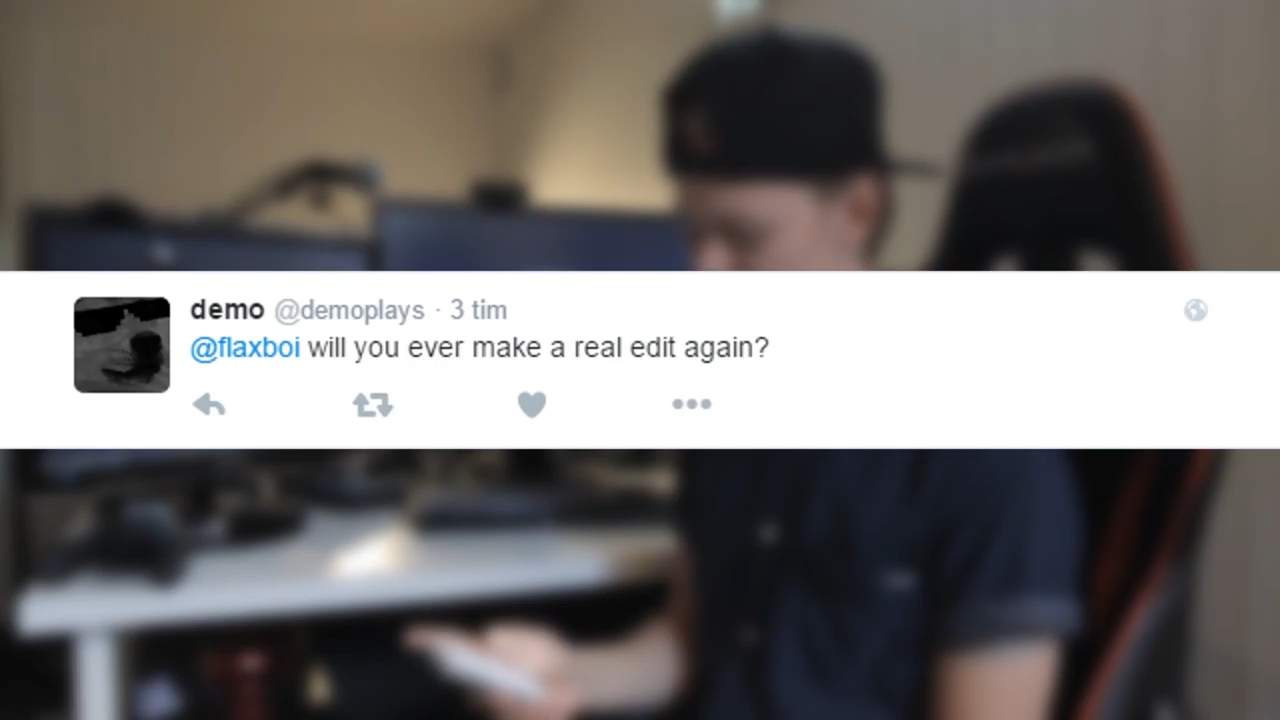 demo @demoplays · 3 tim
@flaxboi will you ever make a real edit again?